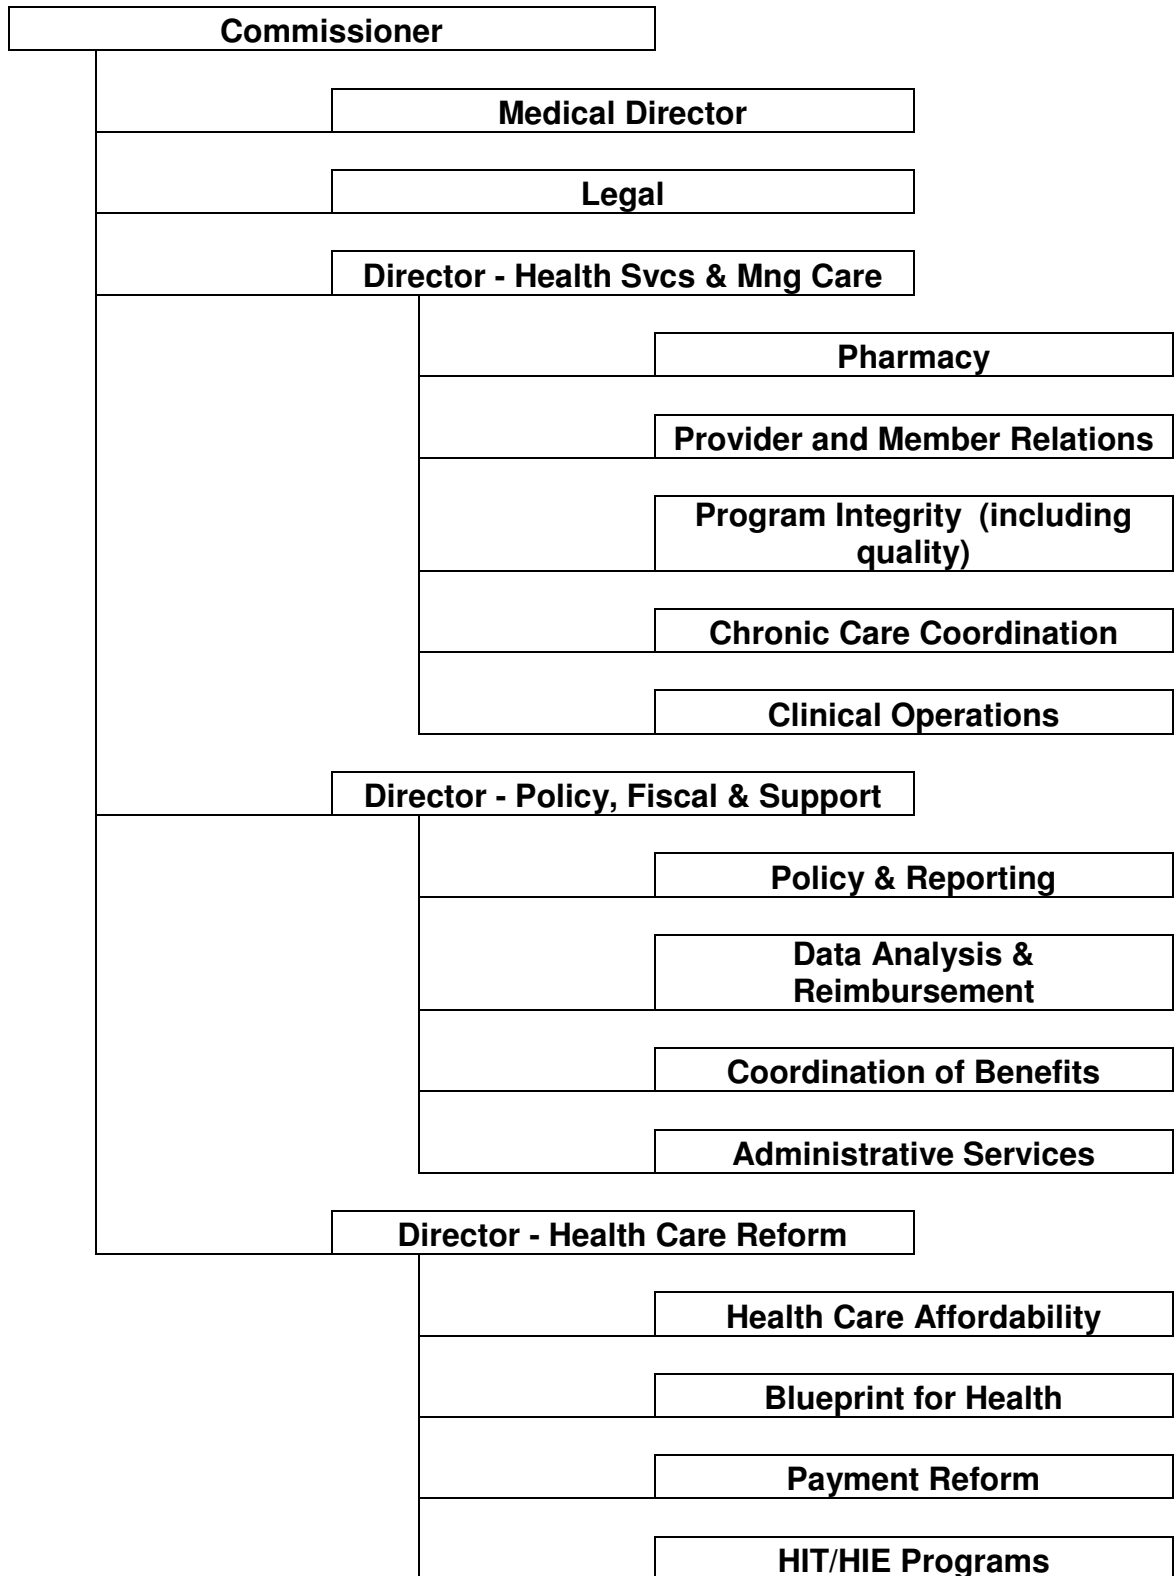 Commissioner
Medical Director
Legal
Director - Health Svcs & Mng Care
Pharmacy
Provider and Member Relations
Program Integrity  (including
quality)
Chronic Care Coordination
Clinical Operations
Director - Policy, Fiscal & Support
Policy & Reporting
Data Analysis &
Reimbursement
Coordination of Benefits
Administrative Services
Director - Health Care Reform
Health Care Affordability
Blueprint for Health
Payment Reform
HIT/HIE Programs